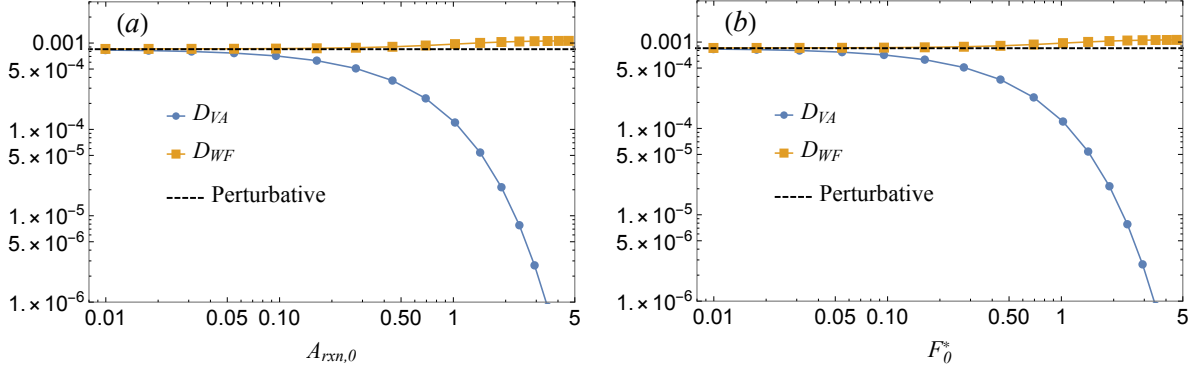 (a)
0.001
5.×10⁻⁴
1.×10⁻⁴
5.×10⁻⁵
1.×10⁻⁵
5.×10⁻⁶
1.×10⁻⁶
D_VA
D_WF
Perturbative
0.01 0.05 0.10 0.50 1 5
A_rxn,0
(b)
0.001
5.×10⁻⁴
1.×10⁻⁴
5.×10⁻⁵
1.×10⁻⁵
5.×10⁻⁶
1.×10⁻⁶
D_VA
D_WF
Perturbative
0.01 0.05 0.10 0.50 1 5
F₀*